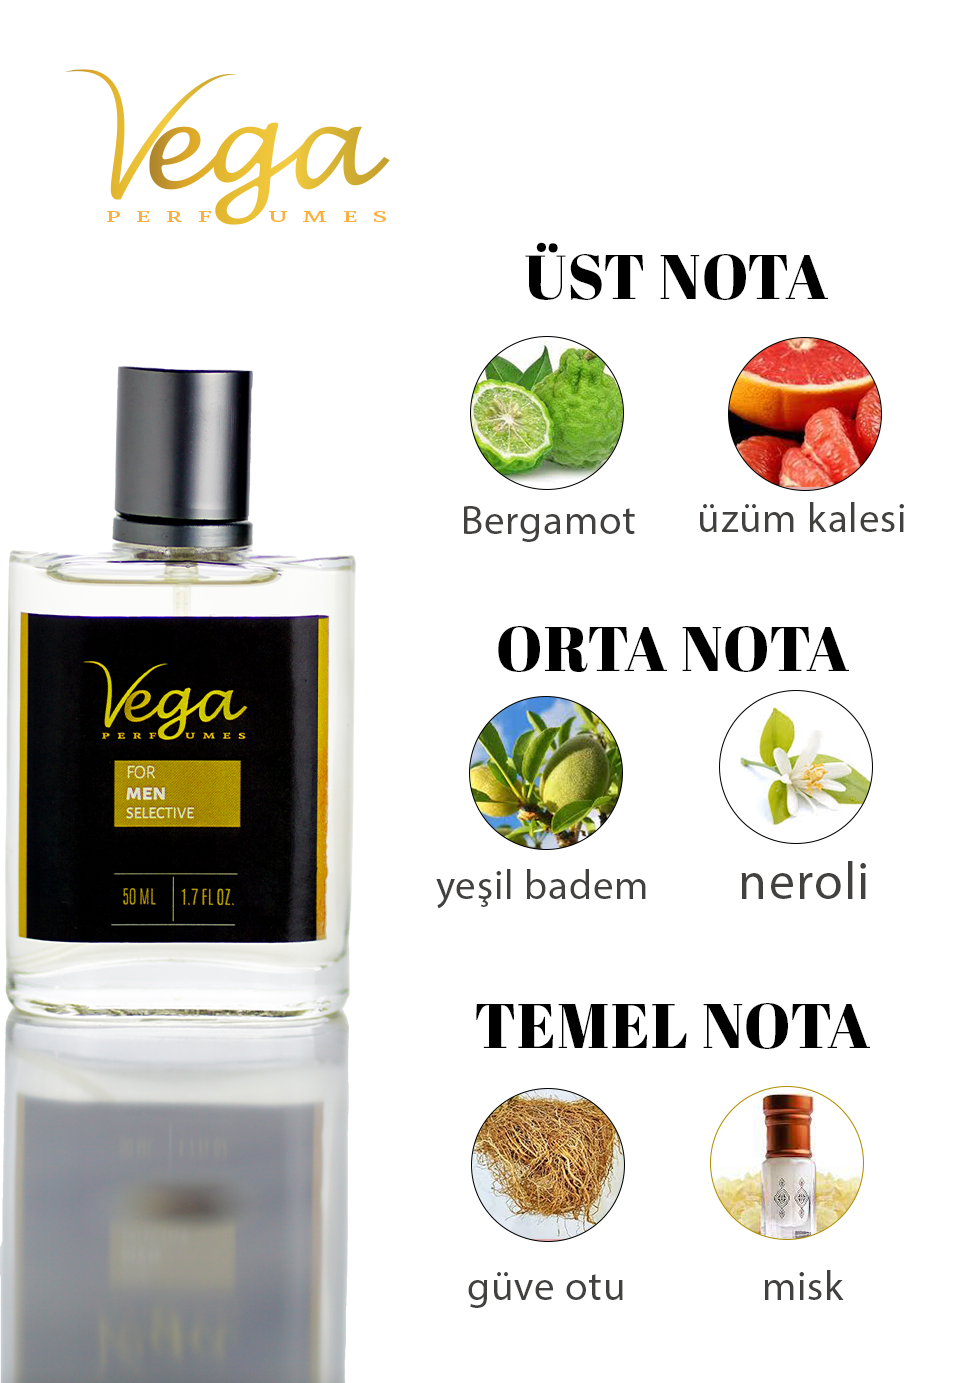 Vega
PERFUMES
ÜST NOTA
Bergamot
üzüm kalesi
ORTA NOTA
yeşil badem
neroli
TEMEL NOTA
güve otu
misk
Vega
PERFUMES
FOR
MEN
SELECTIVE
50 ML
1.7 FL OZ.